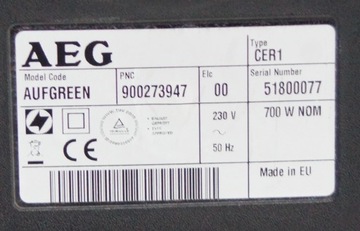 AEG
Type
CER1
Model Code
PNC
Elc
Serial Number
AUFGREEN
900273947
00
51800077
230 V
700 W NOM
50 Hz
CE
Made in EU